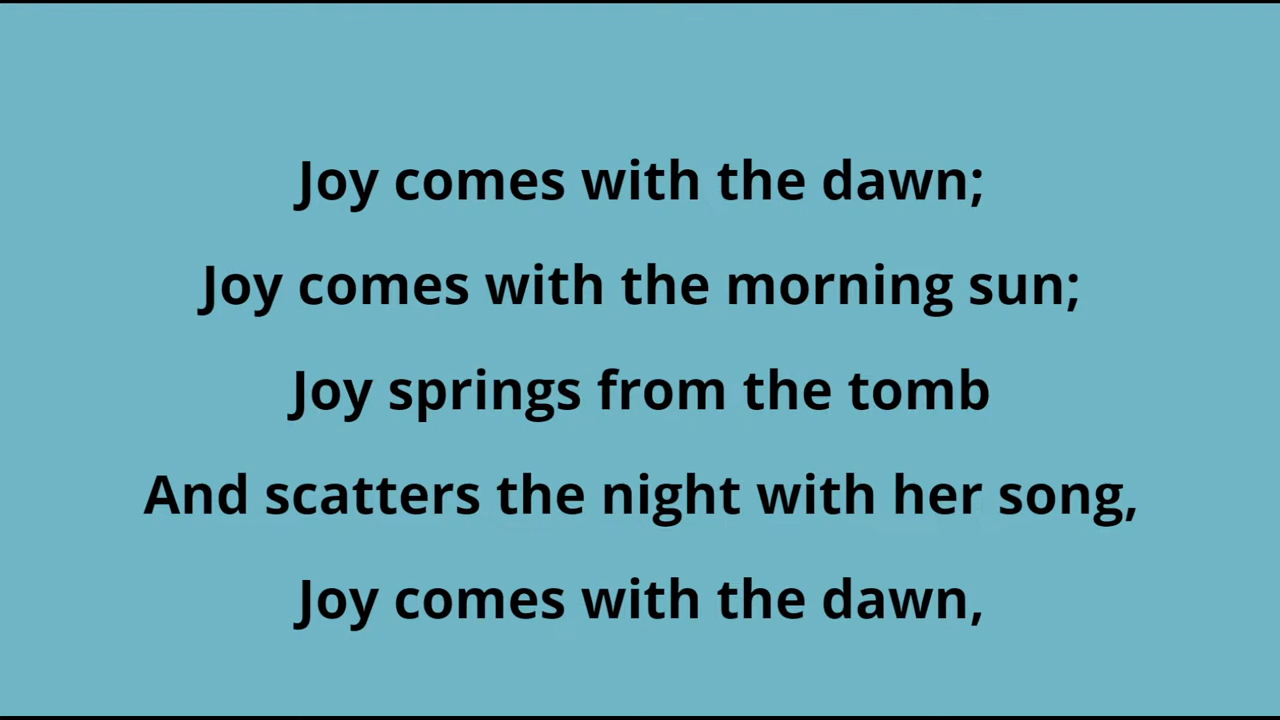 Joy comes with the dawn;
Joy comes with the morning sun;
Joy springs from the tomb
And scatters the night with her song,
Joy comes with the dawn,